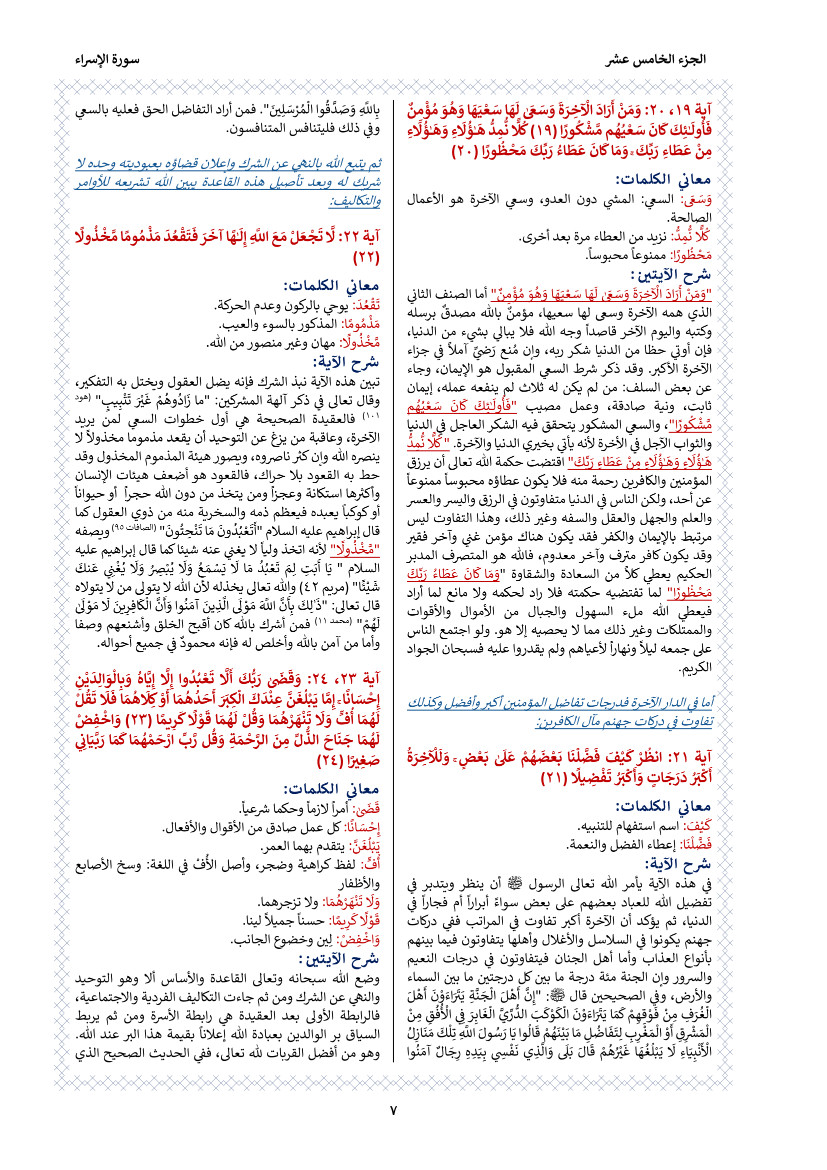 الجزء الخامس عشر
سورة الإسراء
آية ١٩، ٢٠: وَمَنْ أَرَادَ الْآخِرَةَ وَسَعَىٰ لَهَا سَعْيَهَا وَهُوَ مُؤْمِنٌ
فَأُولَـٰئِكَ كَانَ سَعْيُهُم مَّشْكُورًا (١٩) كُلًّا نُّمِدُّ هَـٰؤُلَاءِ وَهَـٰؤُلَاءِ
مِنْ عَطَاءِ رَبِّكَ ۚ وَمَا كَانَ عَطَاءُ رَبِّكَ مَحْظُورًا (٢٠)
معاني الكلمات:
وَسَعَىٰ: السعي: المشي دون العدو، وسعي الآخرة هو الأعمال
الصالحة.
كُلًّا نُّمِدُّ: نزيد من العطاء مرة بعد أخرى.
مَحْظُورًا: ممنوعاً محبوساً.
شرح الآيتين:
"وَمَنْ أَرَادَ الْآخِرَةَ وَسَعَىٰ لَهَا سَعْيَهَا وَهُوَ مُؤْمِنٌ" أما الصنف الثاني
الذي همه الآخرة وسعى لها سعيها، مؤمنٌ بالله مصدقٌ برسله
وكتبه واليوم الآخر قاصداً وجه الله فلا يبالي بشيء من الدنيا،
فإن أوتي حظا من الدنيا شكر ربه، وإن مُنع رَضيَّ آملاً في جزاء
الآخرة الأكبر. وقد ذكر شرط السعي المقبول هو الإيمان، وجاء
عن بعض السلف: من لم يكن له ثلاث لم ينفعه عمله، إيمان
ثابت، ونية صادقة، وعمل مصيب "فَأُولَـٰئِكَ كَانَ سَعْيُهُم
مَّشْكُورًا"، والسعي المشكور يتحقق فيه الشكر العاجل في الدنيا
والثواب الآجل في الأخرة لأنه يأتي بخيري الدنيا والآخرة. "كُلًّا نُّمِدُّ
هَـٰؤُلَاءِ وَهَـٰؤُلَاءِ مِنْ عَطَاءِ رَبِّكَ" اقتضت حكمة الله تعالى أن يرزق
المؤمنين والكافرين رحمة منه فلا يكون عطاؤه محبوساً ممنوعاً
عن أحد، ولكن الناس في الدنيا متفاوتون في الرزق واليسر والعسر
والعلم والجهل والعقل والسفه وغير ذلك، وهذا التفاوت ليس
مرتبط بالإيمان والكفر فقد يكون هناك مؤمن غني وآخر فقير
وقد يكون كافر مترف وآخر معدوم، فالله هو المتصرف المدبر
الحكيم يعطي كلاً من السعادة والشقاوة "وَمَا كَانَ عَطَاءُ رَبِّكَ
مَحْظُورًا" لما تفتضيه حكمته فلا راد لحكمه ولا مانع لما أراد
فيعطي الله ملء السهول والجبال من الأموال والأقوات
والممتلكات وغير ذلك مما لا يحصيه إلا هو. ولو اجتمع الناس
على جمعه ليلاً ونهاراً لأعياهم ولم يقدروا عليه فسبحان الجواد
الكريم.
أما في الدار الآخرة فدرجات تفاضل المؤمنين أكبر وأفضل وكذلك
تفاوت في دركات جهنم مآل الكافرين:
آية ٢١: انظُرْ كَيْفَ فَضَّلْنَا بَعْضَهُمْ عَلَىٰ بَعْضٍ ۚ وَلَلْآخِرَةُ
أَكْبَرُ دَرَجَاتٍ وَأَكْبَرُ تَفْضِيلًا (٢١)
معاني الكلمات:
كَيْفَ: اسم استفهام للتنبيه.
فَضَّلْنَا: إعطاء الفضل والنعمة.
شرح الآية:
في هذه الآية يأمر الله تعالى الرسول ﷺ أن ينظر ويتدبر في
تفضيل الله للعباد بعضهم على بعض سواءً أبراراً أم فجاراً في
الدنيا، ثم يؤكد أن الآخرة أكبر تفاوت في المراتب ففي دركات
جهنم يكونوا في السلاسل والأغلال وأهلها يتفاوتون فيما بينهم
بأنواع العذاب وأما أهل الجنان فيتفاوتون في درجات النعيم
والسرور وإن الجنة مئة درجة ما بين كل درجتين ما بين السماء
والأرض، وفي الصحيحين قال ﷺ: "إِنَّ أَهْلَ الْجَنَّةِ يَتَرَاءَوْنَ أَهْلَ
الْغُرَفِ مِنْ فَوْقِهِمْ كَمَا يَتَرَاءَوْنَ الْكَوْكَبَ الدُّرِّيَّ الْغَابِرَ فِي الْأُفُقِ مِنْ
الْمَشْرِقِ أَوْ الْمَغْرِبِ لِتَفَاضُلِ مَا بَيْنَهُمْ قَالُوا يَا رَسُولَ اللَّهِ تِلْكَ مَنَازِلُ
الْأَنْبِيَاءِ لَا يَبْلُغُهَا غَيْرُهُمْ قَالَ بَلَى وَالَّذِي نَفْسِي بِيَدِهِ رِجَالٌ آمَنُوا
بِاللَّهِ وَصَدَّقُوا الْمُرْسَلِينَ". فمن أراد التفاضل الحق فعليه بالسعي
وفي ذلك فليتنافس المتنافسون.
ثم يتبع الله بالنهي عن الشرك وإعلان قضاؤه بعبوديته وحده لا
شريك له وبعد تأصيل هذه القاعدة يبين الله تشريعه للأوامر
والتكاليف:
آية ٢٢: لَّا تَجْعَلْ مَعَ اللَّهِ إِلَـٰهًا آخَرَ فَتَقْعُدَ مَذْمُومًا مَّخْذُولًا
(٢٢)
معاني الكلمات:
تَقْعُدَ: يوحي بالركون وعدم الحركة.
مَذْمُومًا: المذكور بالسوء والعيب.
مَّخْذُولًا: مهان وغير منصور من الله.
شرح الآية:
تبين هذه الآية نبذ الشرك فإنه يضل العقول ويختل به التفكير،
وقال تعالى في ذكر آلهة المشركين: "ما زَادُوهُمْ غَيْرَ تَتْبِيبٍ" (هود
١٠١) فالعقيدة الصحيحة هي أول خطوات السعي لمن يريد
الآخرة، وعاقبة من يزغ عن التوحيد أن يقعد مذموما مخذولاً لا
ينصره الله وإن كثر ناصروه، ويصور هيئة المذموم المخذول وقد
حط به القعود بلا حراك، فالقعود هو أضعف هيئات الإنسان
وأكثرها استكانة وعجزاً ومن يتخذ من دون الله حجراً أو حيواناً
أو كوكباً يعبده فيعظم ذمه والسخرية منه من ذوي العقول كما
قال إبراهيم عليه السلام "أَتَعْبُدُونَ مَا تَنْحِتُونَ" (الصافات ٩٥) ويصفه
"مَّخْذُولًا" لأنه اتخذ ولياً لا يغني عنه شيئا كما قال إبراهيم عليه
السلام " يَا أَبَتِ لِمَ تَعْبُدُ مَا لَا يَسْمَعُ وَلَا يُبْصِرُ وَلَا يُغْنِي عَنكَ
شَيْئًا" (مريم ٤٢) والله تعالى يخذله لأن الله لا يتولى من لا يتولاه
قال تعالى: "ذَٰلِكَ بِأَنَّ اللَّهَ مَوْلَى الَّذِينَ آمَنُوا وَأَنَّ الْكَافِرِينَ لَا مَوْلَىٰ
لَهُمْ" (محمد ١١) فمن أشرك بالله كان أقبح الخلق وأشنعهم وصفا
وأما من آمن بالله وأخلص له فإنه محمودٌ في جميع أحواله.
آية ٢٣، ٢٤: وَقَضَىٰ رَبُّكَ أَلَّا تَعْبُدُوا إِلَّا إِيَّاهُ وَبِالْوَالِدَيْنِ
إِحْسَانًا ۚ إِمَّا يَبْلُغَنَّ عِندَكَ الْكِبَرَ أَحَدُهُمَا أَوْ كِلَاهُمَا فَلَا تَقُل
لَّهُمَا أُفٍّ وَلَا تَنْهَرْهُمَا وَقُل لَّهُمَا قَوْلًا كَرِيمًا (٢٣) وَاخْفِضْ
لَهُمَا جَنَاحَ الذُّلِّ مِنَ الرَّحْمَةِ وَقُل رَّبِّ ارْحَمْهُمَا كَمَا رَبَّيَانِي
صَغِيرًا (٢٤)
معاني الكلمات:
قَضَىٰ: أمراً لازماً وحكما شرعياً.
إِحْسَانًا: كل عمل صادق من الأقوال والأفعال.
يَبْلُغَنَّ: يتقدم بهما العمر.
أُفٍّ: لفظ كراهية وضجر، وأصل الأُفْ في اللغة: وسخ الأصابع
والأظفار
وَلَا تَنْهَرْهُمَا: ولا تزجرهما.
قَوْلًا كَرِيمًا: حسناً جميلاً لينا.
وَاخْفِضْ: لِين وخضوع الجانب.
شرح الآيتين:
وضع الله سبحانه وتعالى القاعدة والأساس ألا وهو التوحيد
والنهي عن الشرك ومن ثم جاءت التكاليف الفردية والاجتماعية،
فالرابطة الأولى بعد العقيدة هي رابطة الأسرة ومن ثم يربط
السياق بر الوالدين بعبادة الله إعلاناً بقيمة هذا البر عند الله.
وهو من أفضل القربات لله تعالى، ففي الحديث الصحيح الذي
٧